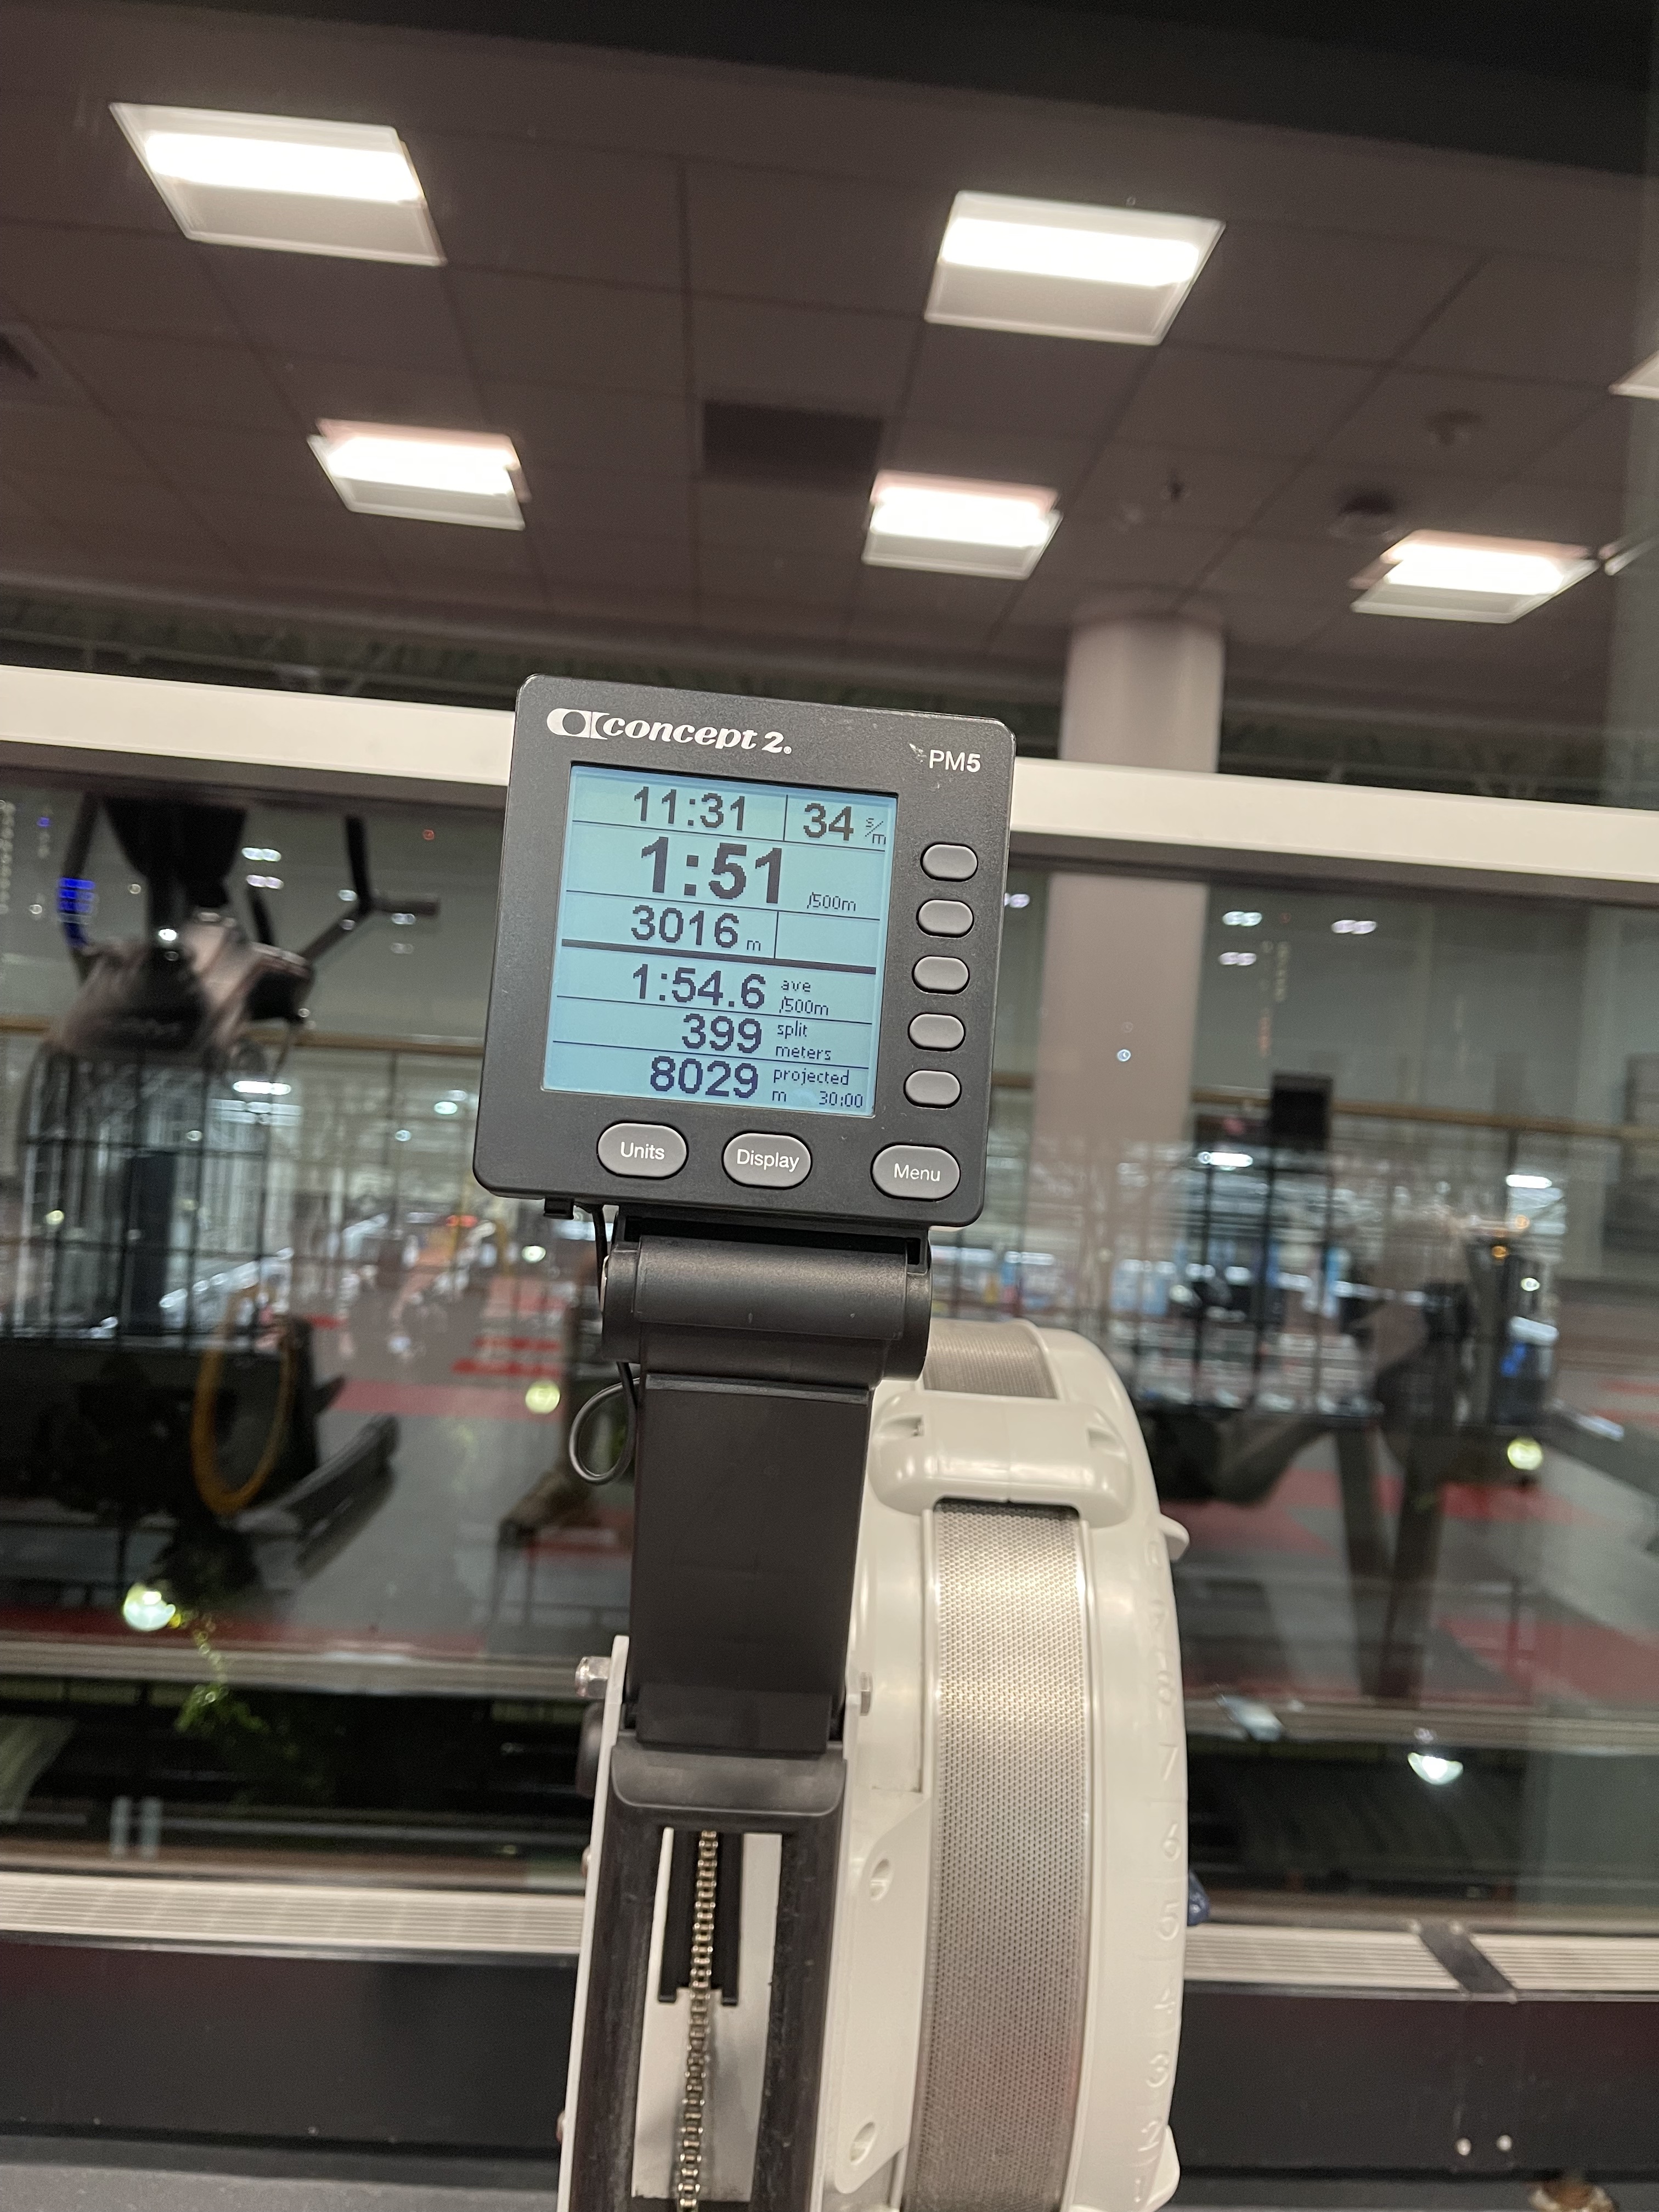 concept 2.
PM5
11:31 34 s/m
1:51 /500m
3016 m
1:54.6 ave /500m
399 split meters
8029 projected m 30:00
Units Display Menu